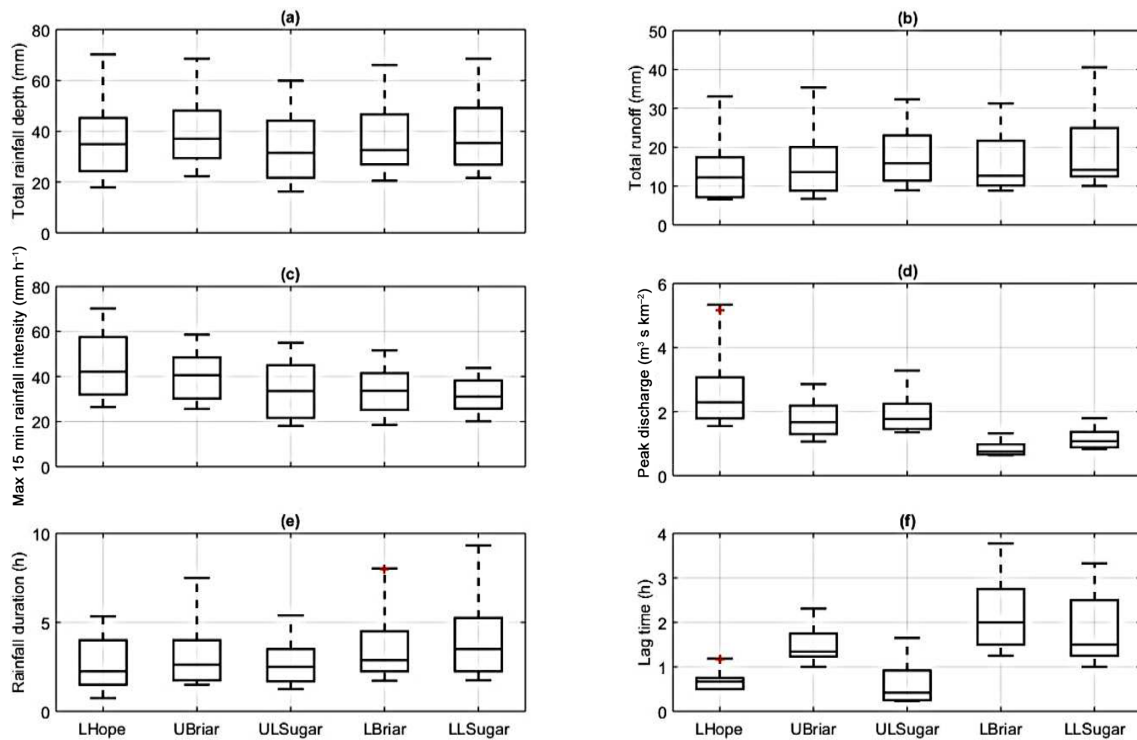 (a)
Total rainfall depth (mm)
80
60
40
20
0
(b)
Total runoff (mm)
50
40
30
20
10
0
(c)
Max 15 min rainfall intensity (mm h⁻¹)
80
60
40
20
0
(d)
Peak discharge (m³ s km⁻²)
6
4
2
0
(e)
Rainfall duration (h)
10
5
0
LHope UBriar ULSugar LBriar LLSugar
(f)
Lag time (h)
4
3
2
1
0
LHope UBriar ULSugar LBriar LLSugar